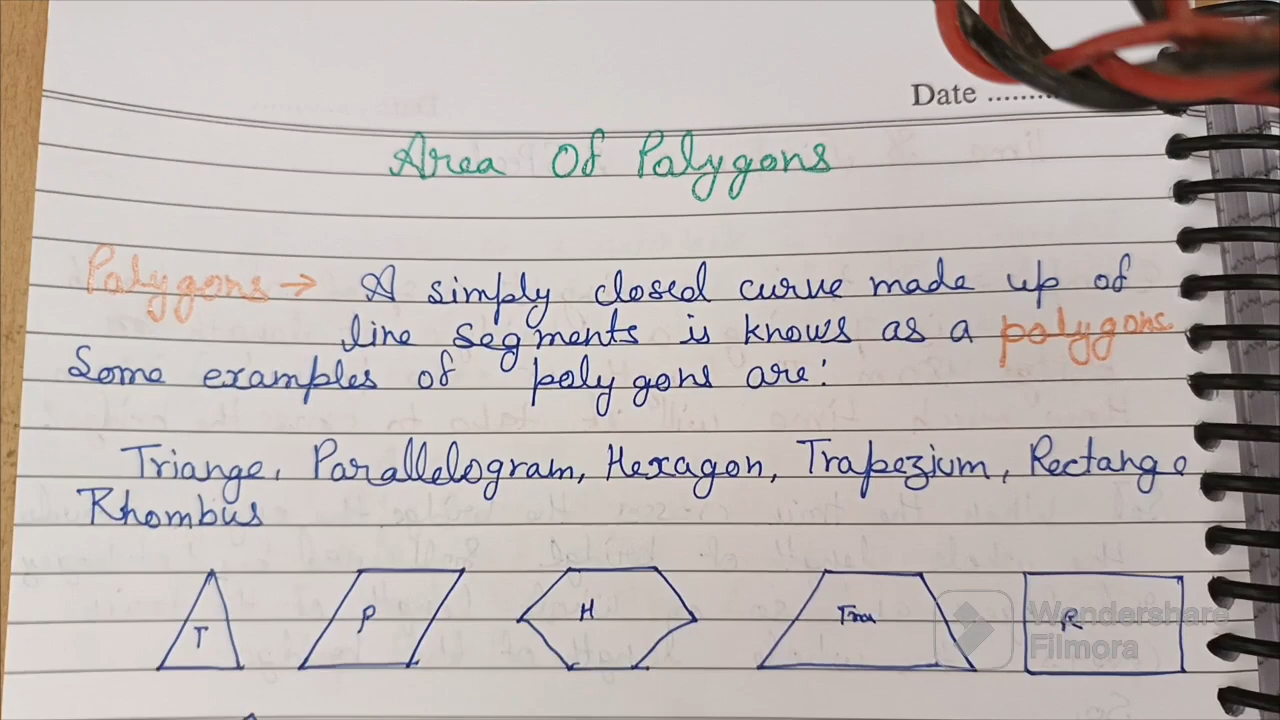 Date ........
Area Of Polygons
Polygons → A simply closed curve made up of
line segments is knows as a polygons.
Some examples of polygons are:
Triange, Parallelogram, Hexagon, Trapezium, Rectange
Rhombus
T P H Tra R
Wondershare
Filmora